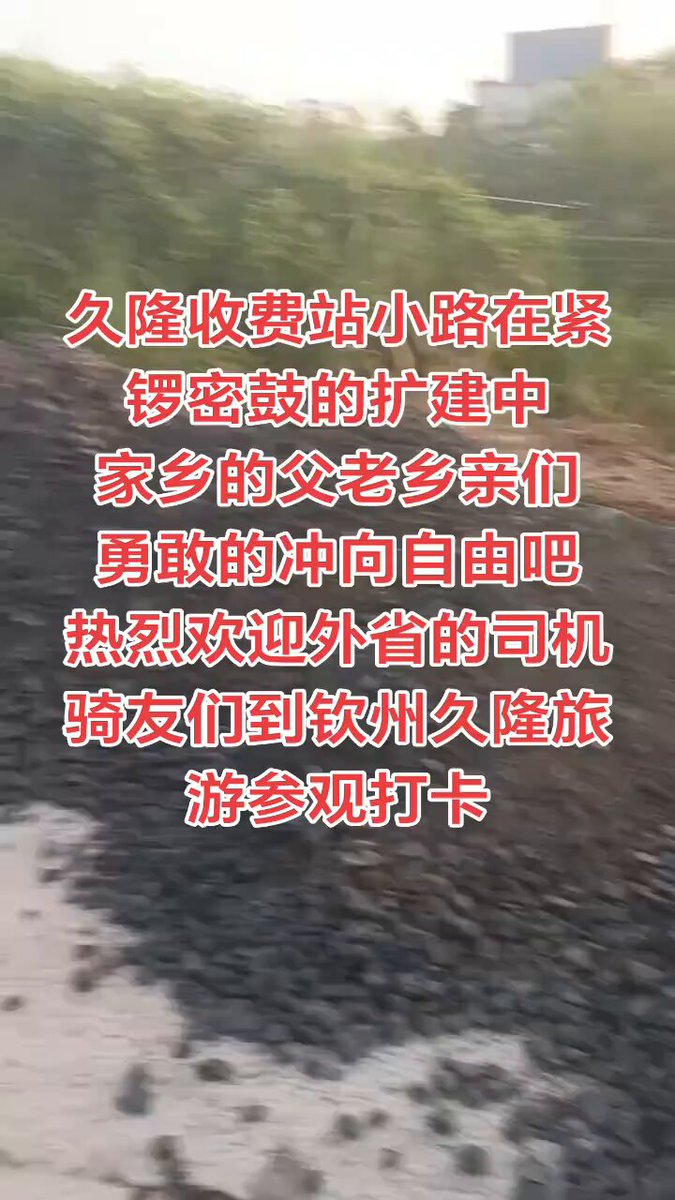 久隆收费站小路在紧
锣密鼓的扩建中
家乡的父老乡亲们
勇敢的冲向自由吧
热烈欢迎外省的司机
骑友们到钦州久隆旅
游参观打卡